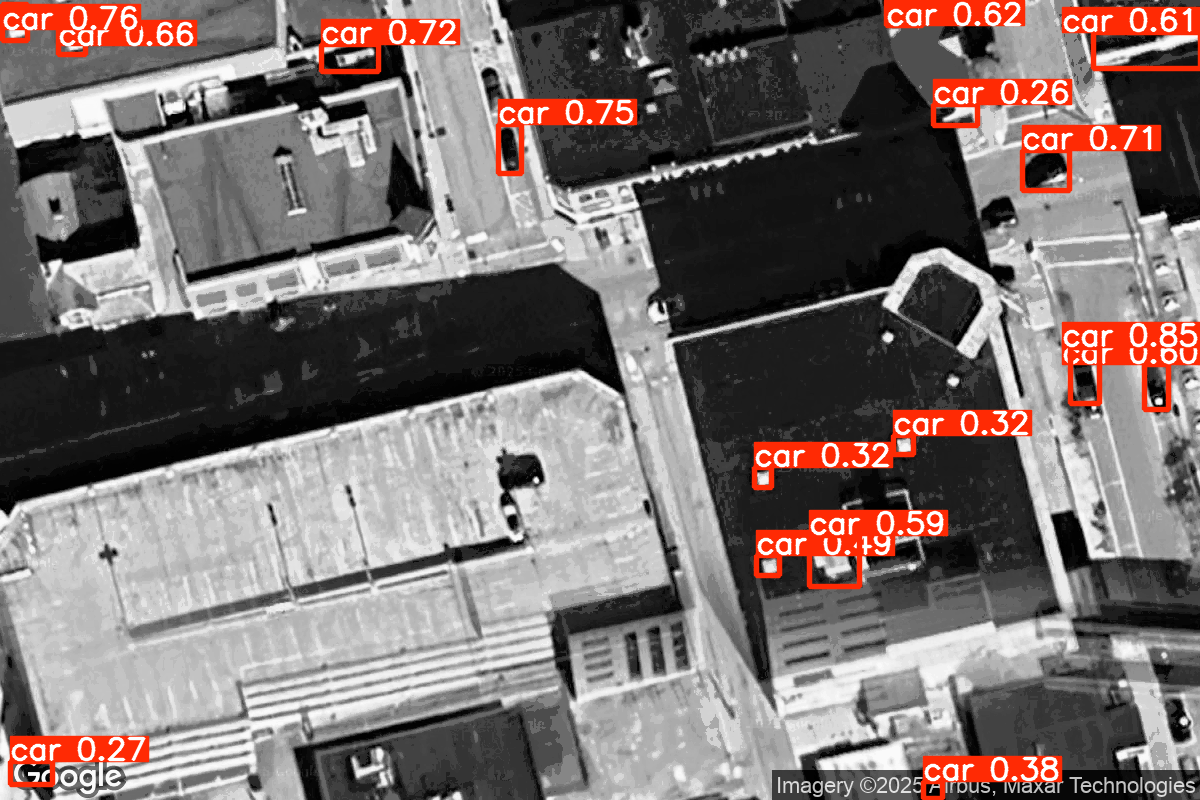 car 0.76
car 0.66
car 0.72
car 0.62
car 0.61
car 0.75
car 0.26
car 0.71
car 0.85
car 0.60
car 0.32
car 0.32
car 0.59
car 0.49
car 0.27
Google
car 0.38
Imagery ©2025 Airbus, Maxar Technologies